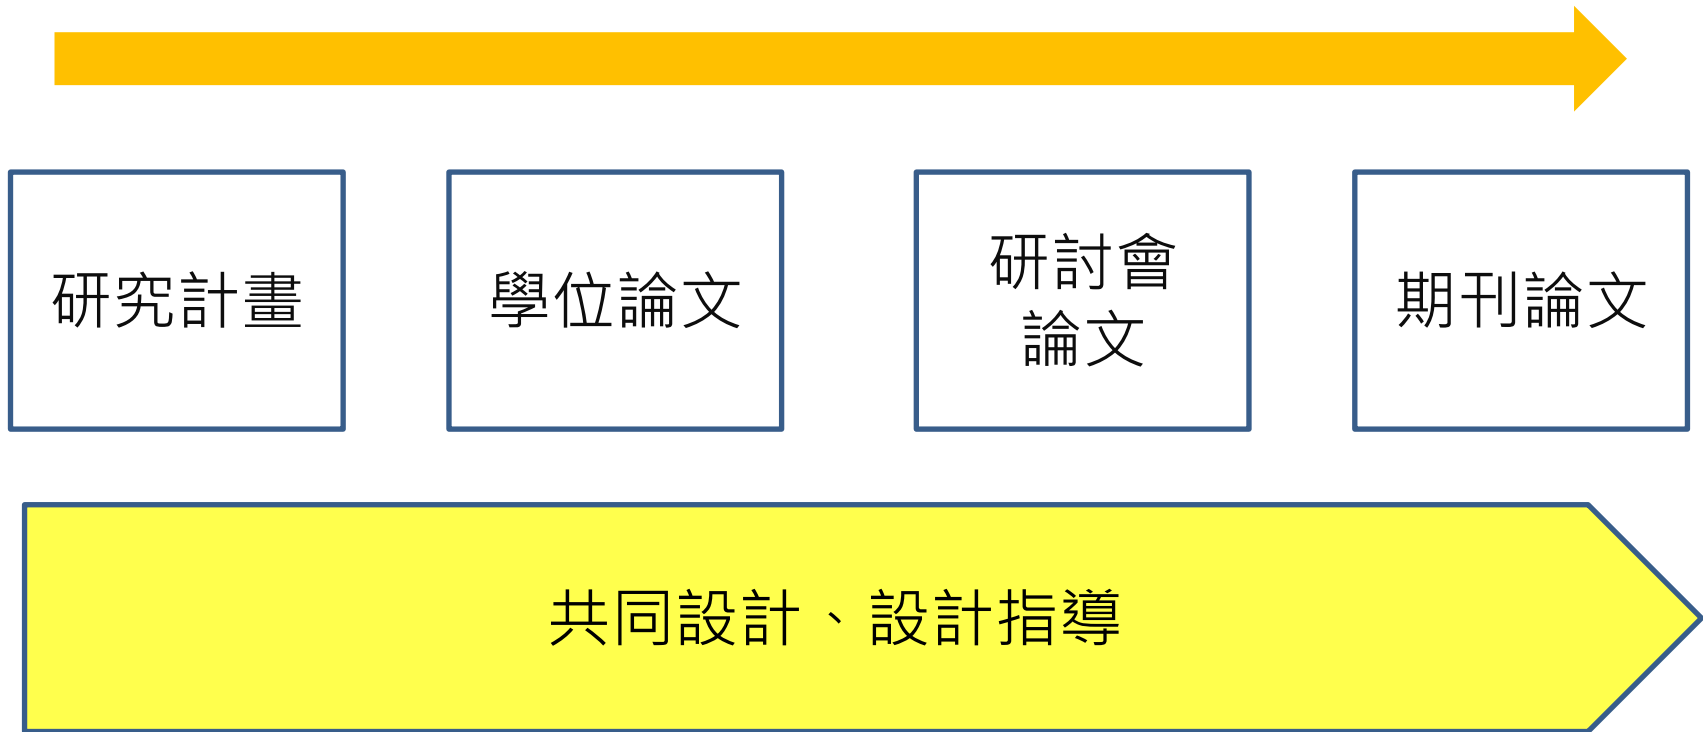 研究計畫
學位論文
研討會
論文
期刊論文
共同設計、設計指導